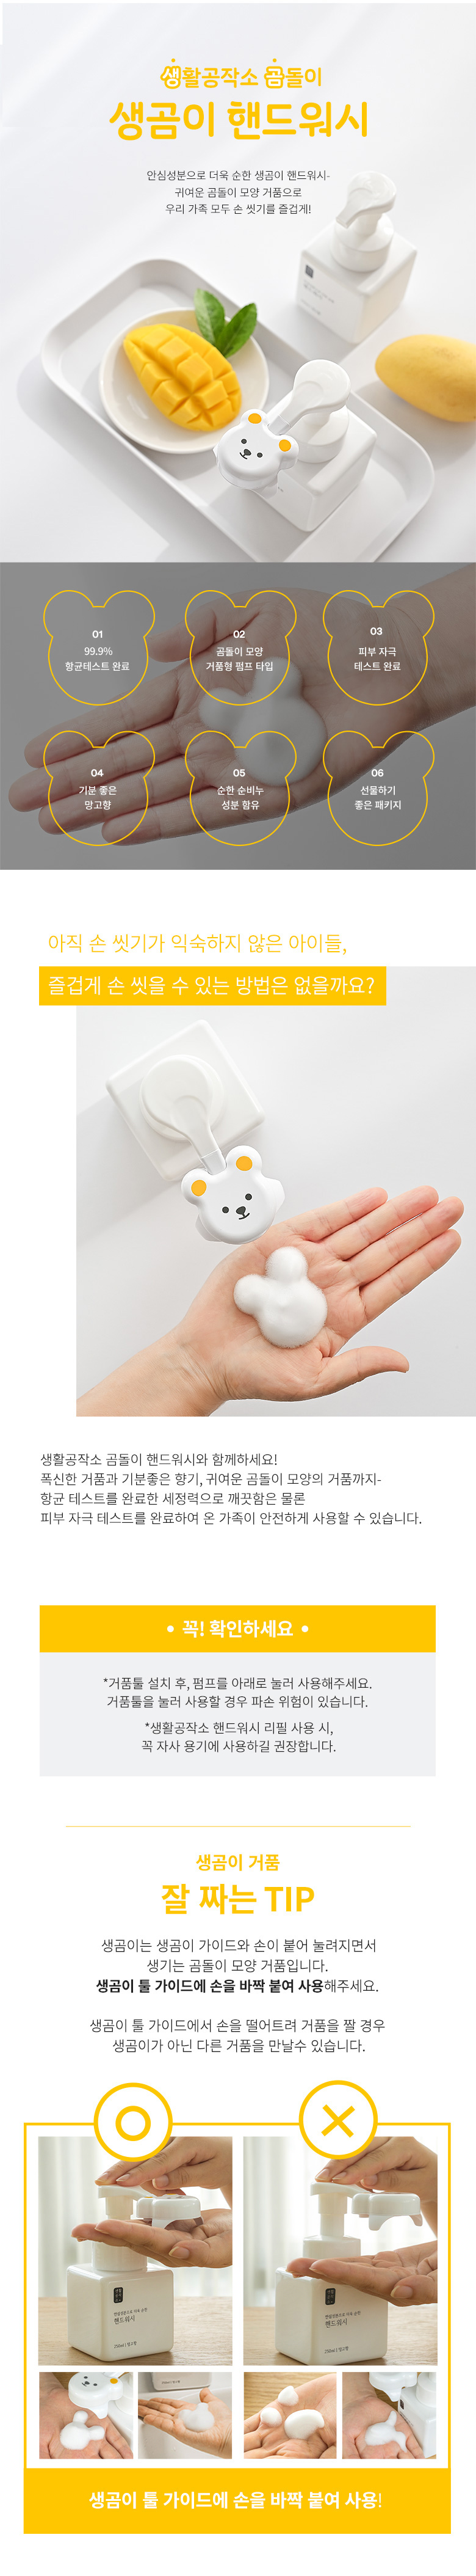 생활공작소 곰돌이
생곰이 핸드워시
안심성분으로 더욱 순한 생곰이 핸드워시-
귀여운 곰돌이 모양 거품으로
우리 가족 모두 손 씻기를 즐겁게!
01
99.9%
항균테스트 완료
02
곰돌이 모양
거품형 펌프 타입
03
피부 자극
테스트 완료
04
기분 좋은
망고향
05
순한 순비누
성분 함유
06
선물하기
좋은 패키지
아직 손 씻기가 익숙하지 않은 아이들,
즐겁게 손 씻을 수 있는 방법은 없을까요?
생활공작소 곰돌이 핸드워시와 함께하세요!
폭신한 거품과 기분좋은 향기, 귀여운 곰돌이 모양의 거품까지-
항균 테스트를 완료한 세정력으로 깨끗함은 물론
피부 자극 테스트를 완료하여 온 가족이 안전하게 사용할 수 있습니다.
• 꼭! 확인하세요 •
*거품툴 설치 후, 펌프를 아래로 눌러 사용해주세요.
거품툴을 눌러 사용할 경우 파손 위험이 있습니다.
*생활공작소 핸드워시 리필 사용 시,
꼭 자사 용기에 사용하길 권장합니다.
생곰이 거품
잘 짜는 TIP
생곰이는 생곰이 가이드와 손이 붙어 눌려지면서
생기는 곰돌이 모양 거품입니다.
생곰이 툴 가이드에 손을 바짝 붙여 사용해주세요.
생곰이 툴 가이드에서 손을 떨어트려 거품을 짤 경우
생곰이가 아닌 다른 거품을 만날수 있습니다.
핸드워시
핸드워시
생곰이 툴 가이드에 손을 바짝 붙여 사용!